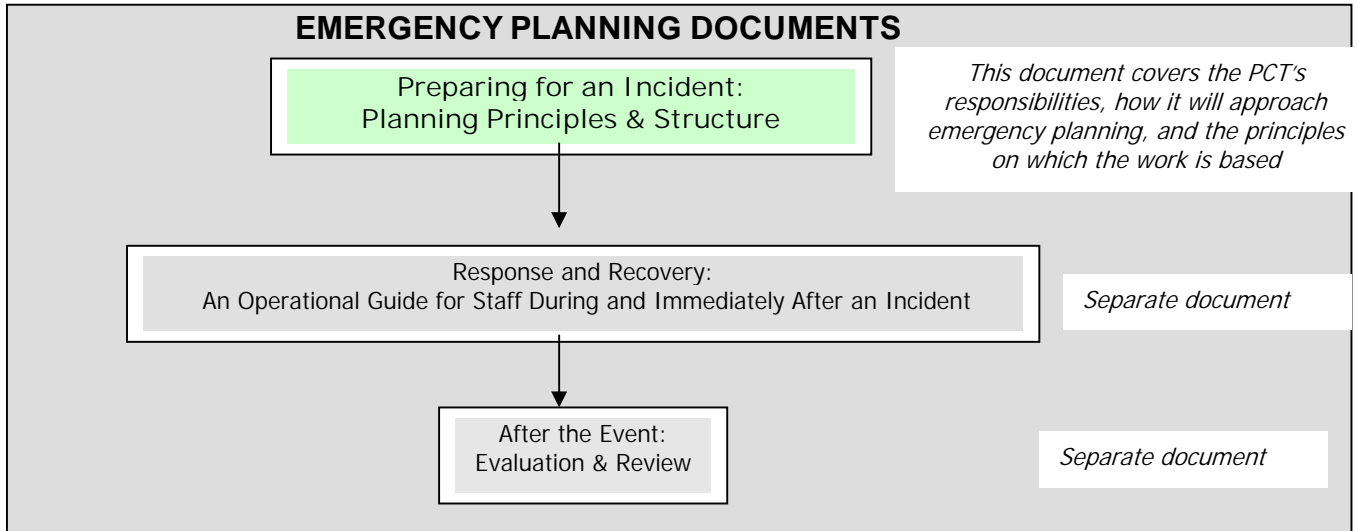 EMERGENCY PLANNING DOCUMENTS
Preparing for an Incident:
Planning Principles & Structure
This document covers the PCT's
responsibilities, how it will approach
emergency planning, and the principles
on which the work is based
Response and Recovery:
An Operational Guide for Staff During and Immediately After an Incident
Separate document
After the Event:
Evaluation & Review
Separate document